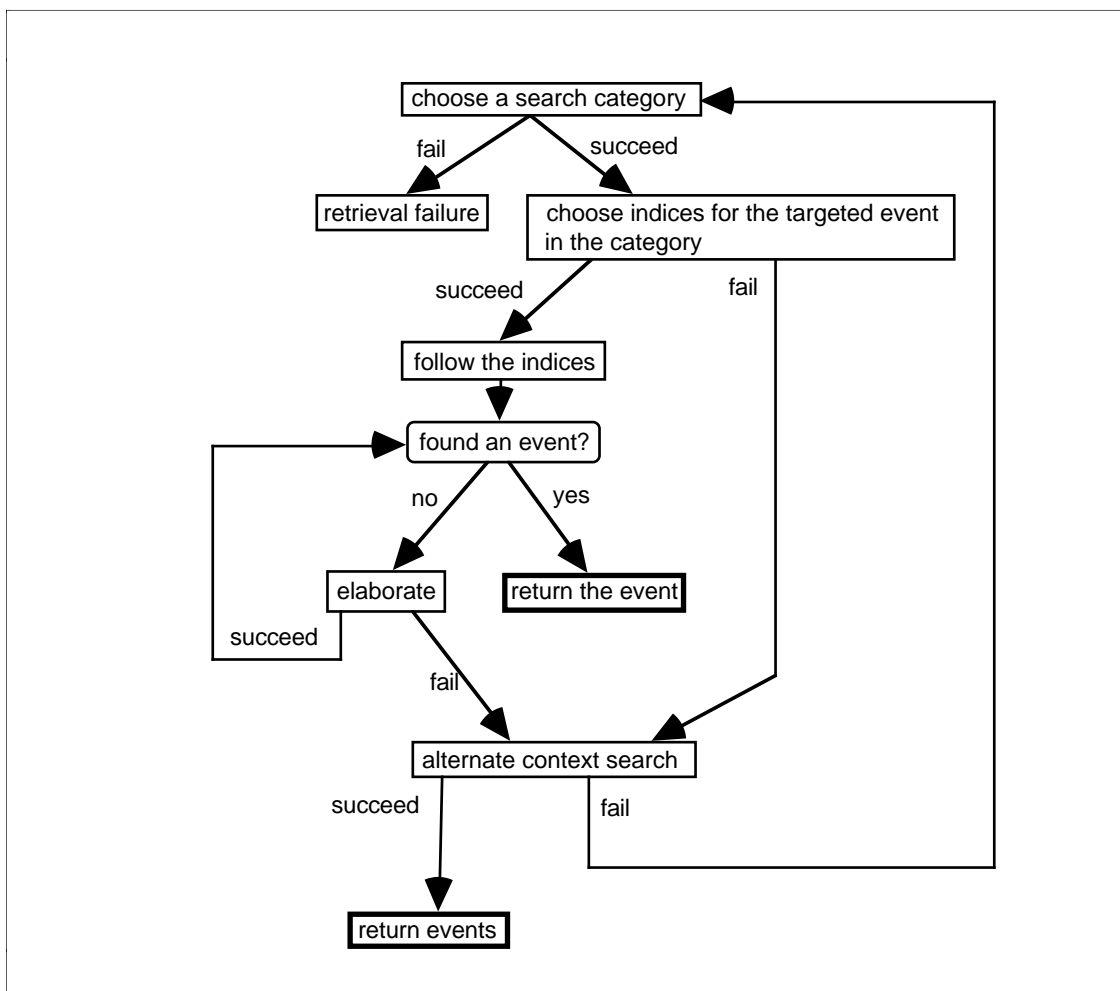 choose a search category
fail
succeed
retrieval failure
choose indices for the targeted event
in the category
succeed
fail
follow the indices
found an event?
no
yes
elaborate
return the event
succeed
fail
alternate context search
succeed
fail
return events